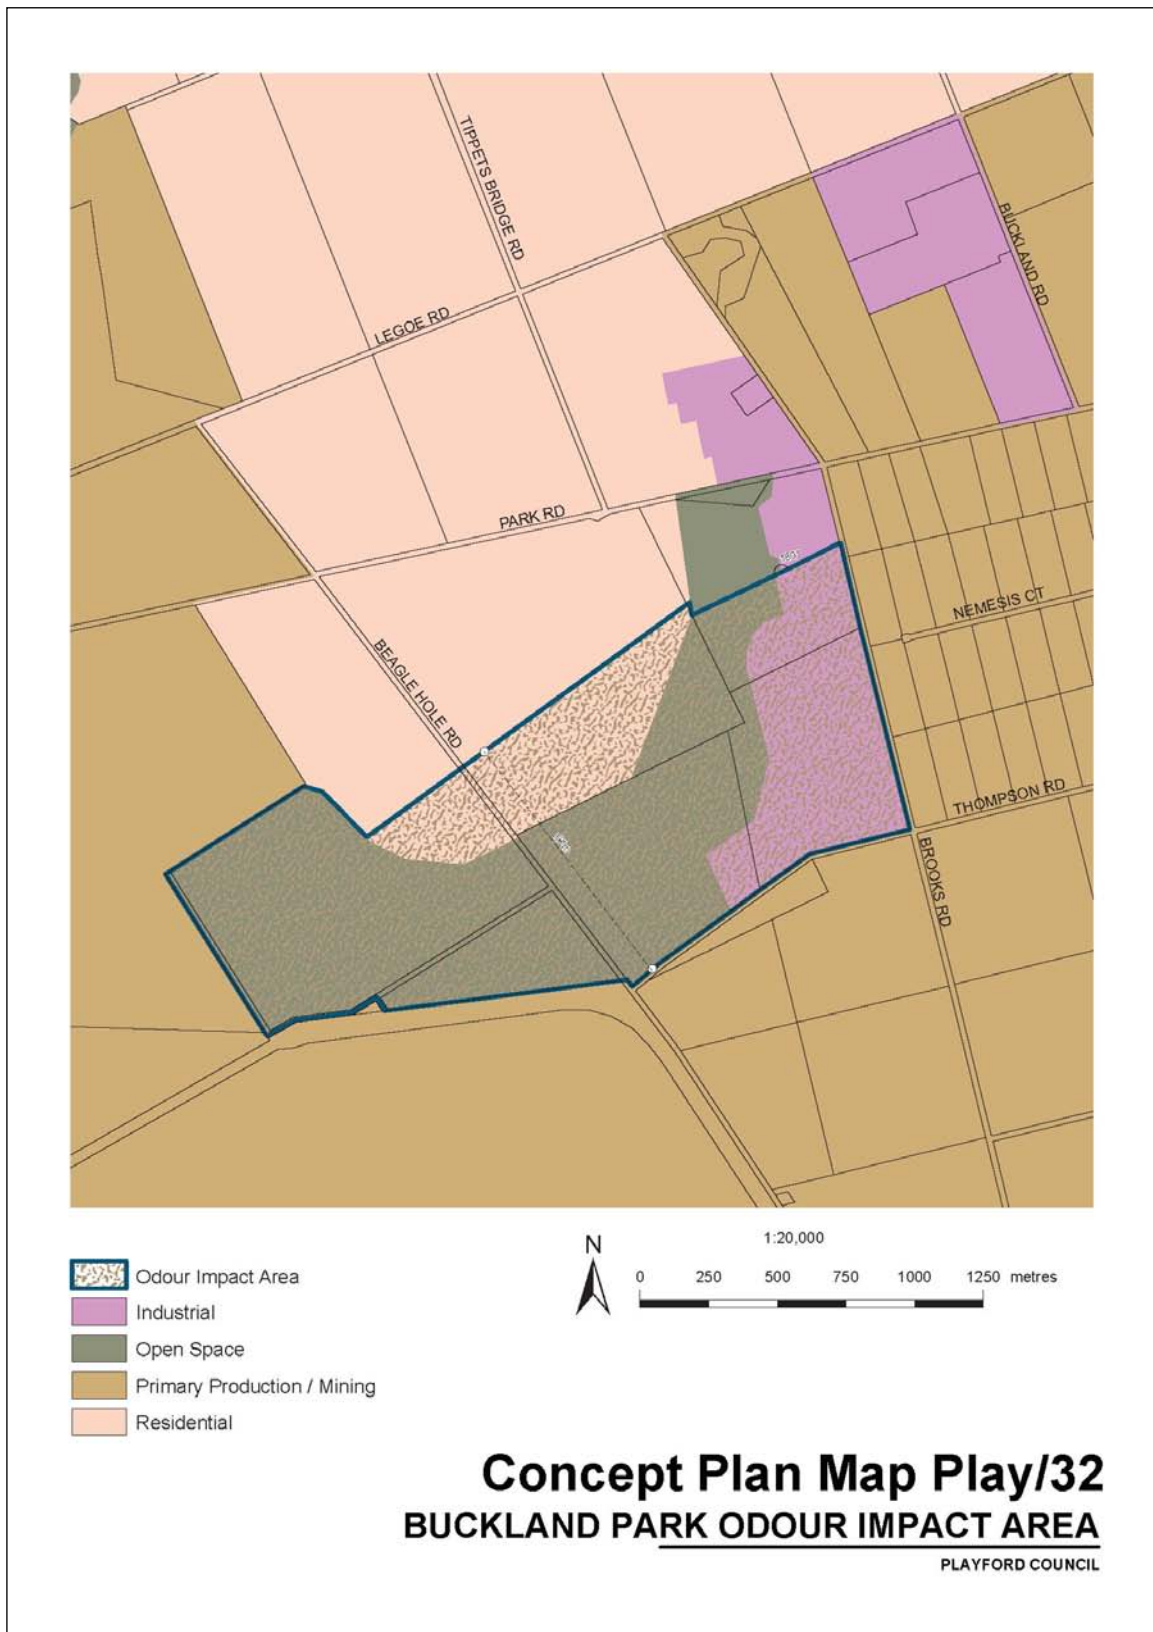 TIPPETS BRIDGE RD
BUCKLAND RD
LEGOE RD
PARK RD
NEMESIS CT
BEAGLE HOLE RD
THOMPSON RD
BROOKS RD
N
1:20,000
0 250 500 750 1000 1250 metres
Odour Impact Area
Industrial
Open Space
Primary Production / Mining
Residential
Concept Plan Map Play/32
BUCKLAND PARK ODOUR IMPACT AREA
PLAYFORD COUNCIL